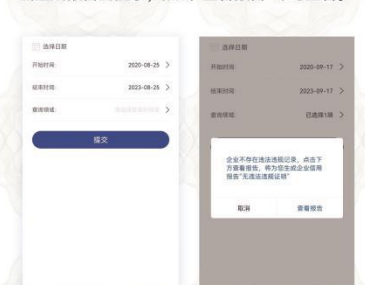 选择日期
开始时间
2020-08-25 >
结束时间
2023-08-25 >
查询领域
提交
选择日期
开始时间
2020-09-17 >
结束时间
2023-09-17 >
查询领域
已选择1项 >
企业不存在违法违规记录，点击下
方查看报告，将为您生成企业信用
报告“无违法违规证明”
取消
查看报告